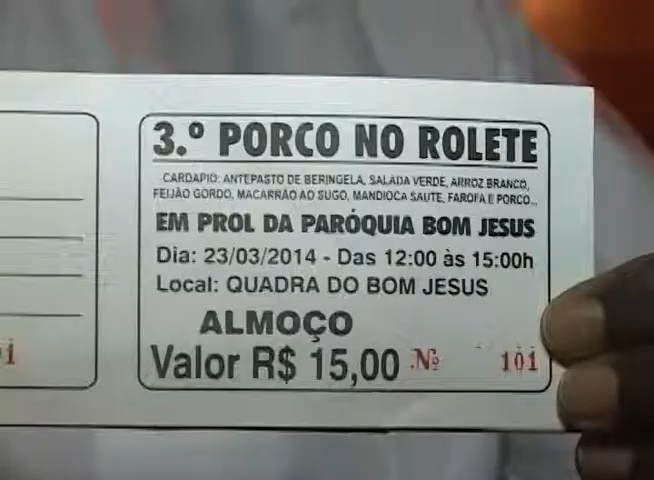 3.º PORCO NO ROLETE
CARDAPIO: ANTEPASTO DE BERINGELA, SALADA VERDE, ARROZ BRANCO,
FEIJÃO GORDO, MACARRÃO AO SUGO, MANDIOCA SAUTE, FAROFA E PORCO...
EM PROL DA PARÓQUIA BOM JESUS
Dia: 23/03/2014 - Das 12:00 às 15:00h
Local: QUADRA DO BOM JESUS
ALMOÇO
Valor R$ 15,00 Nº 101